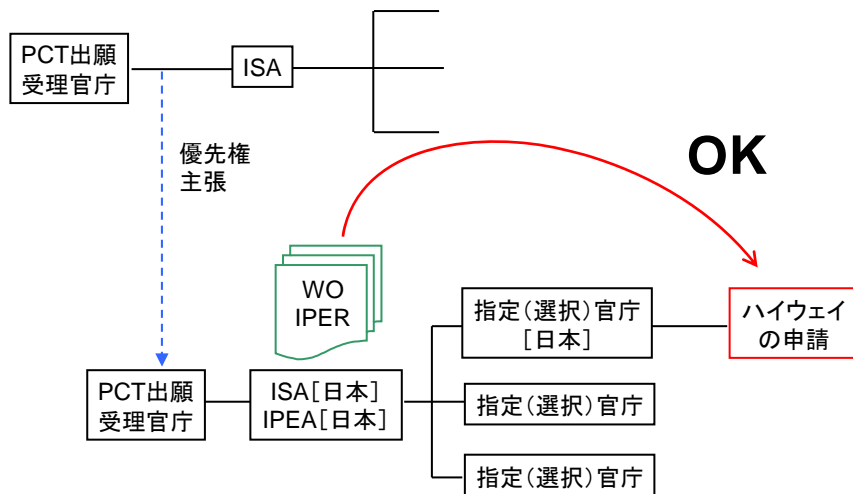 PCT出願
受理官庁
ISA
優先権
主張
OK
WO
IPER
指定(選択)官庁
[日本]
ハイウェイ
の申請
PCT出願
受理官庁
ISA[日本]
IPEA[日本]
指定(選択)官庁
指定(選択)官庁